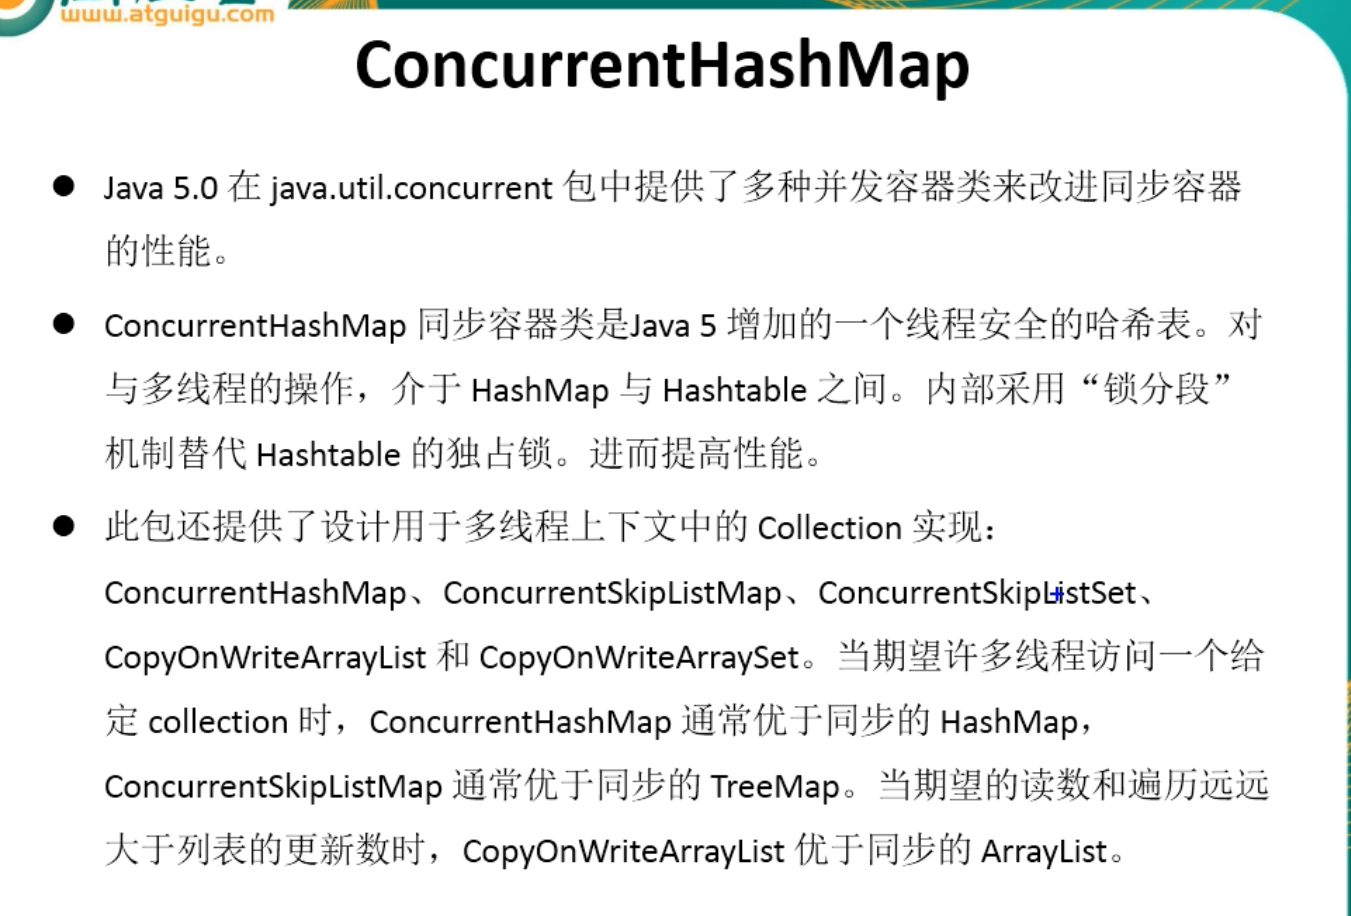 www.atguigu.com
ConcurrentHashMap
● Java 5.0 在 java.util.concurrent 包中提供了多种并发容器类来改进同步容器
的性能。
● ConcurrentHashMap 同步容器类是Java 5 增加的一个线程安全的哈希表。对
与多线程的操作，介于 HashMap 与 Hashtable 之间。内部采用“锁分段”
机制替代 Hashtable 的独占锁。进而提高性能。
● 此包还提供了设计用于多线程上下文中的 Collection 实现：
ConcurrentHashMap、ConcurrentSkipListMap、ConcurrentSkipListSet、
CopyOnWriteArrayList 和 CopyOnWriteArraySet。当期望许多线程访问一个给
定 collection 时，ConcurrentHashMap 通常优于同步的 HashMap，
ConcurrentSkipListMap 通常优于同步的 TreeMap。当期望的读数和遍历远远
大于列表的更新数时，CopyOnWriteArrayList 优于同步的 ArrayList。